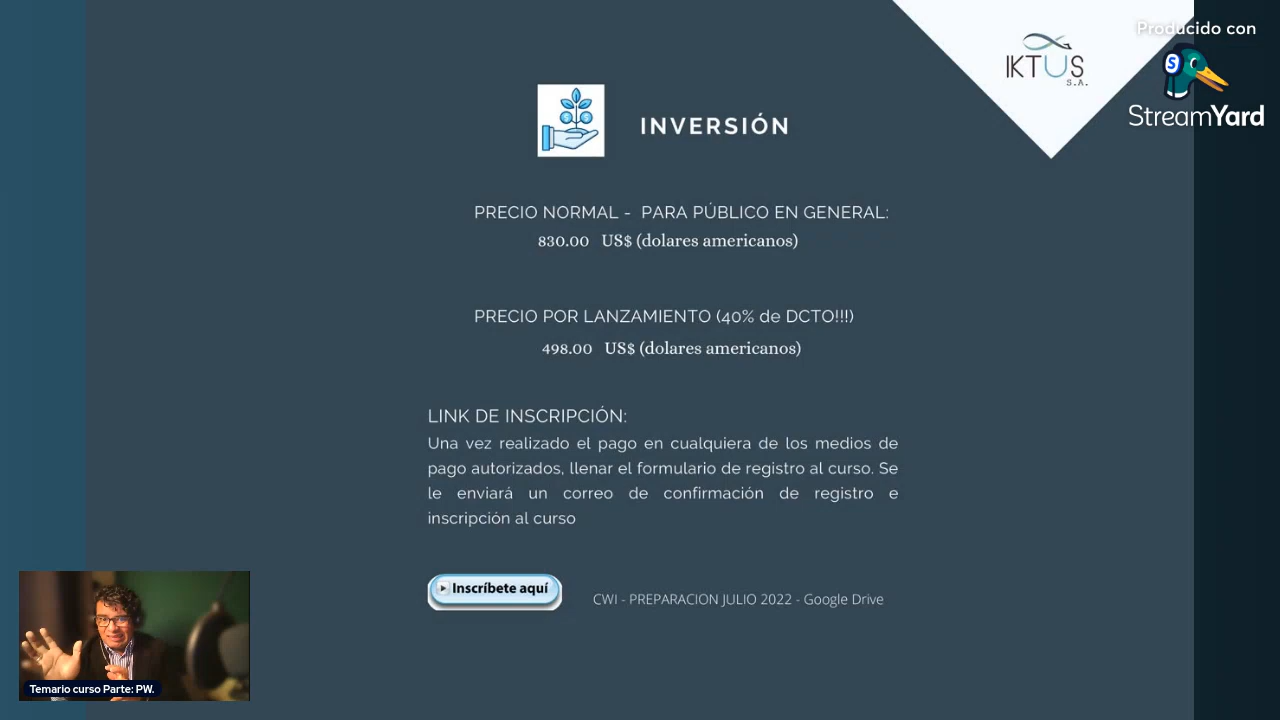 Producido con
StreamYard
IKTUS
S.A.
INVERSIÓN
PRECIO NORMAL - PARA PÚBLICO EN GENERAL:
830.00 US$ (dolares americanos)
PRECIO POR LANZAMIENTO (40% de DCTO!!!)
498.00 US$ (dolares americanos)
LINK DE INSCRIPCIÓN:
Una vez realizado el pago en cualquiera de los medios de
pago autorizados, llenar el formulario de registro al curso. Se
le enviará un correo de confirmación de registro e
inscripción al curso
Inscríbete aquí
CWI - PREPARACION JULIO 2022 - Google Drive
Temario curso Parte: PW.